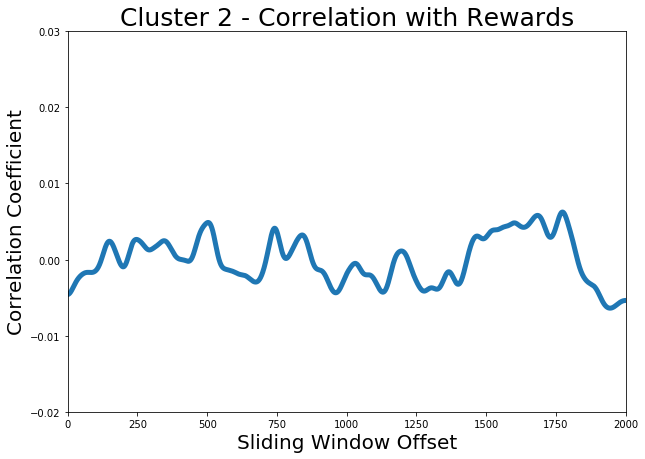 Cluster 2 - Correlation with Rewards
Correlation Coefficient
0.03
0.02
0.01
0.00
−0.01
−0.02
0 250 500 750 1000 1250 1500 1750 2000
Sliding Window Offset